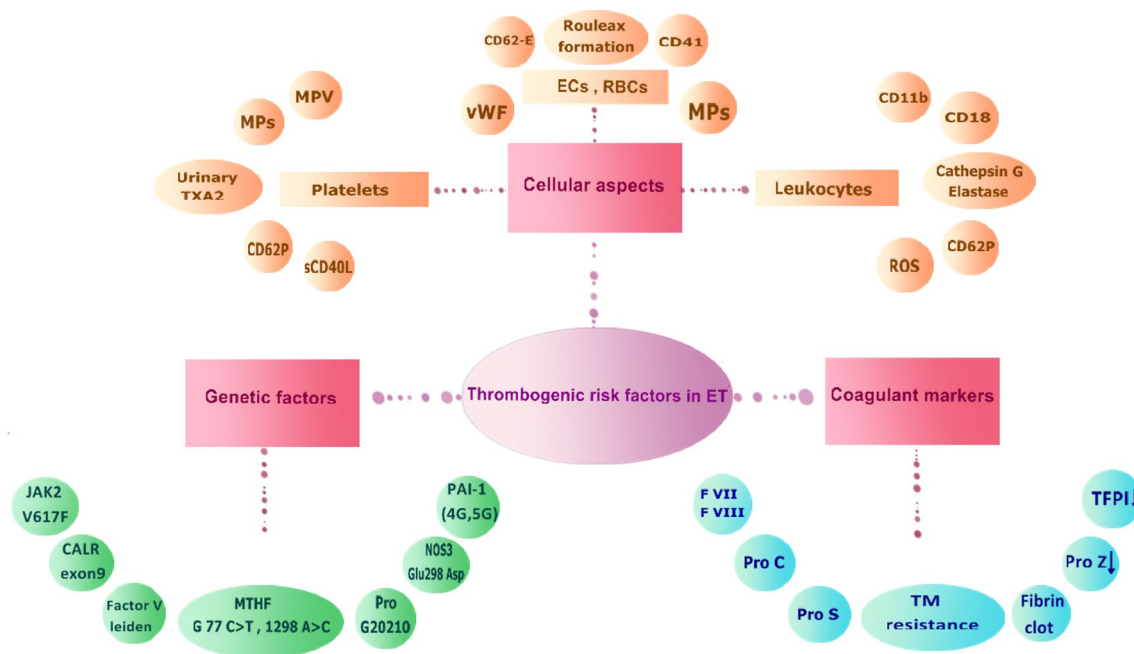 CD62-E
Rouleax
formation
CD41
ECs , RBCs
vWF
MPs
MPV
MPs
Urinary
TXA2
Platelets
CD62P
sCD40L
Cellular aspects
CD11b
CD18
Leukocytes
Cathepsin G
Elastase
CD62P
ROS
Genetic factors
Thrombogenic risk factors in ET
Coagulant markers
JAK2
V617F
CALR
exon9
Factor V
leiden
MTHF
G 77 C>T , 1298 A>C
Pro
G20210
NOS3
Glu298 Asp
PAI-1
(4G,5G)
F VII
F VIII
Pro C
Pro S
TM
resistance
Fibrin
clot
Pro Z↓
TFPI↓